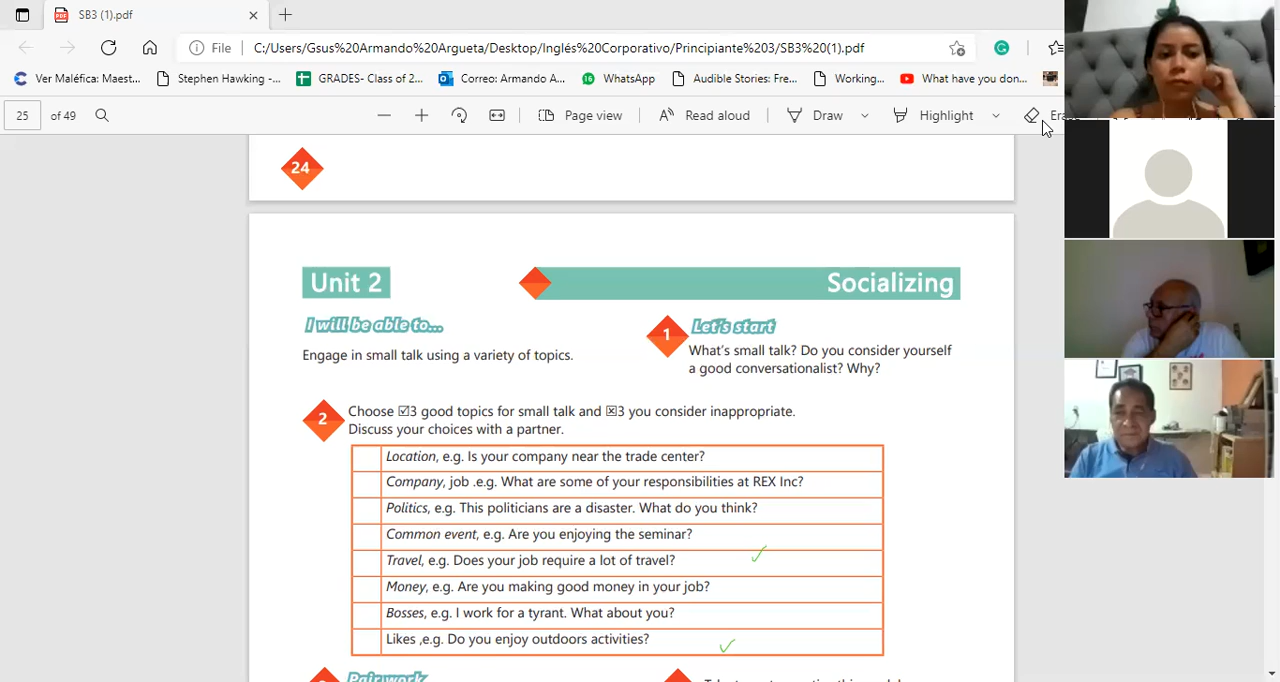 SB3 (1).pdf
File C:/Users/Gsus%20Armando%20Argueta/Desktop/Inglés%20Corporativo/Principiante%203/SB3%20(1).pdf
Ver Maléfica: Maest... Stephen Hawking -... GRADES- Class of 2... Correo: Armando A... WhatsApp Audible Stories: Fre... Working... What have you don...
25 of 49 Page view Read aloud Draw Highlight
24
Unit 2 Socializing
I will be able to...
Engage in small talk using a variety of topics.
1 Let's start
What's small talk? Do you consider yourself
a good conversationalist? Why?
2 Choose ☑3 good topics for small talk and ☒3 you consider inappropriate.
Discuss your choices with a partner.
Location, e.g. Is your company near the trade center?
Company, job .e.g. What are some of your responsibilities at REX Inc?
Politics, e.g. This politicians are a disaster. What do you think?
Common event, e.g. Are you enjoying the seminar?
Travel, e.g. Does your job require a lot of travel?
Money, e.g. Are you making good money in your job?
Bosses, e.g. I work for a tyrant. What about you?
Likes ,e.g. Do you enjoy outdoors activities?
Pair work